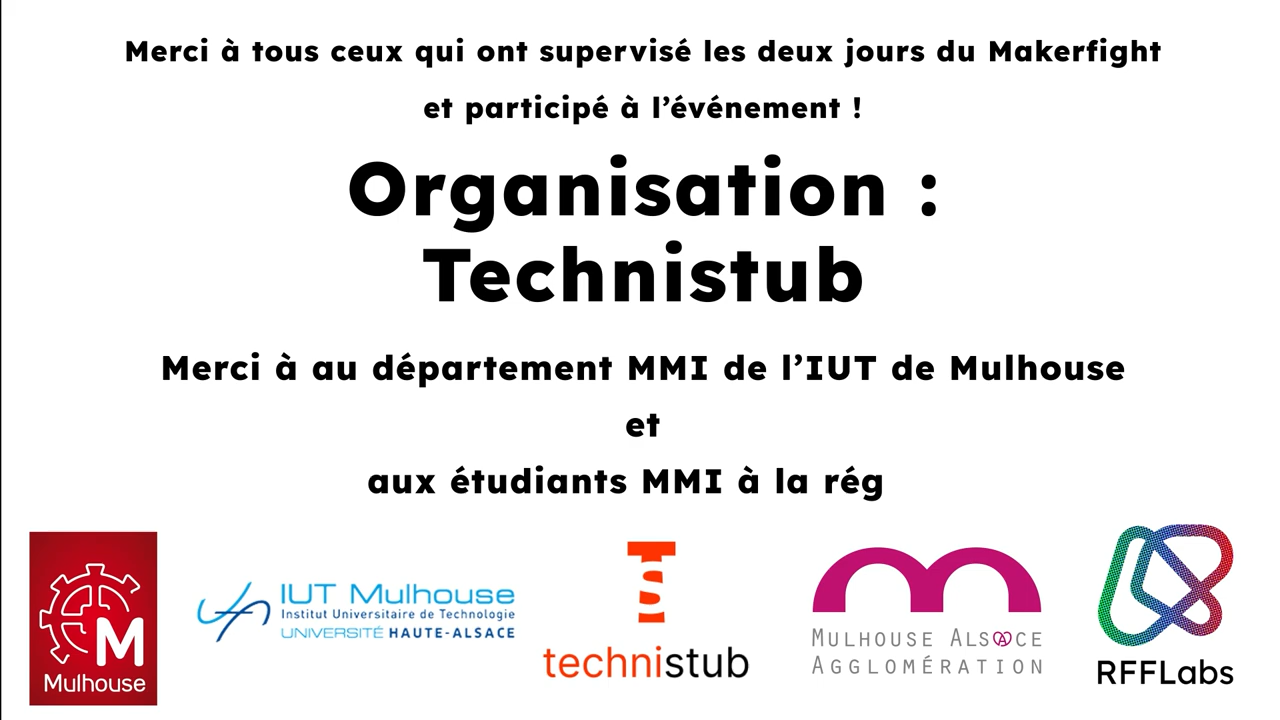 Merci à tous ceux qui ont supervisé les deux jours du Makerfight
et participé à l’événement !
Organisation :
Technistub
Merci à au département MMI de l’IUT de Mulhouse
et
aux étudiants MMI à la rég
M
Mulhouse
IUT Mulhouse
Institut Universitaire de Technologie
UNIVERSITÉ HAUTE-ALSACE
technistub
MULHOUSE ALSACE
AGGLOMÉRATION
RFFLabs